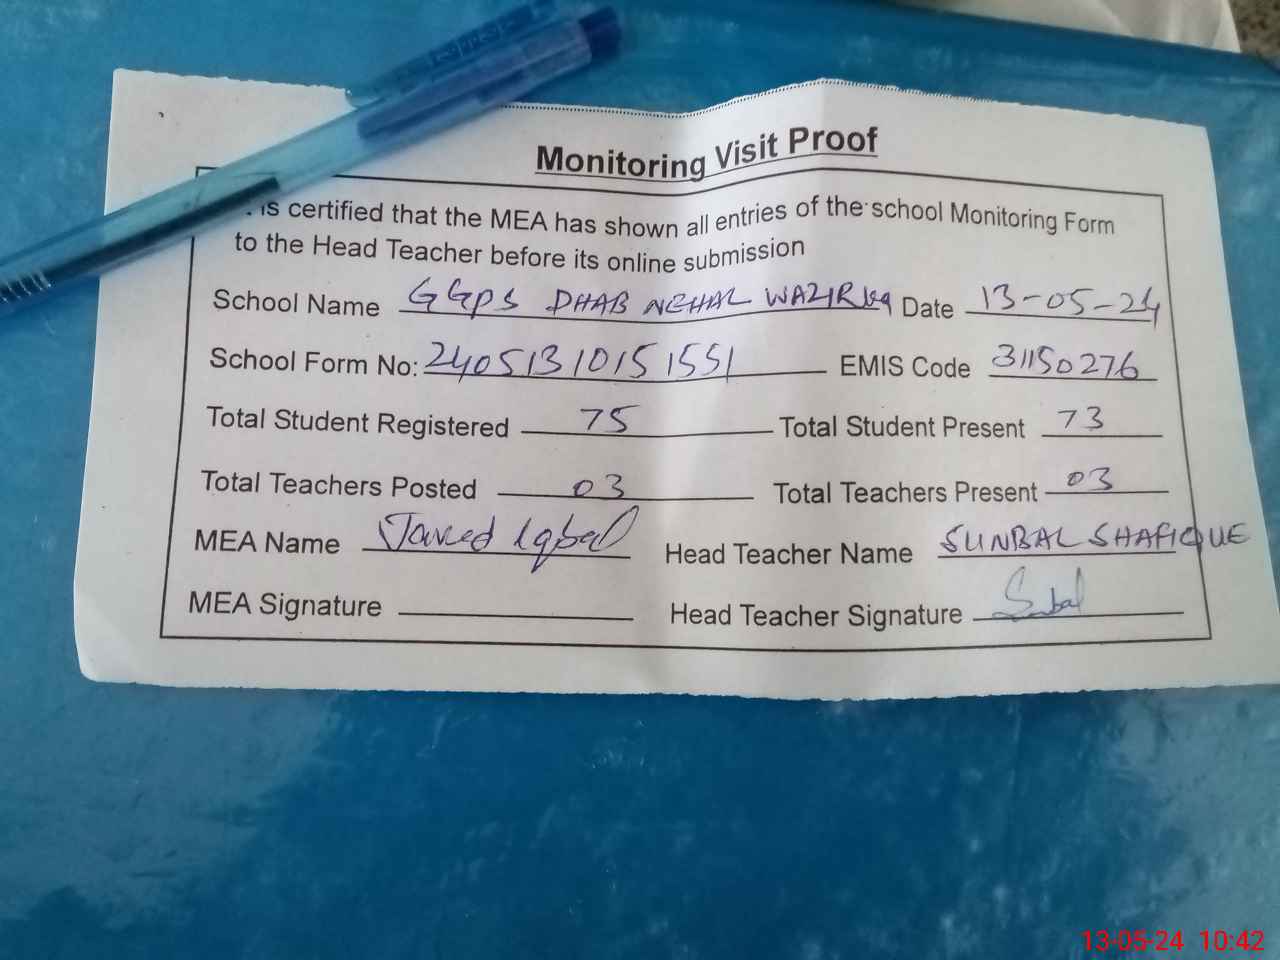 Monitoring Visit Proof
is certified that the MEA has shown all entries of the school Monitoring Form
to the Head Teacher before its online submission
School Name GGPS DHAB NEHAL WAZIRka Date 13-05-24
School Form No: 24051310151551 EMIS Code 31150276
Total Student Registered 75 Total Student Present 73
Total Teachers Posted 03 Total Teachers Present 03
MEA Name Javed Iqbal Head Teacher Name SUNBAL SHAFIQUE
MEA Signature Head Teacher Signature Sunbal
13-05-24 10:42